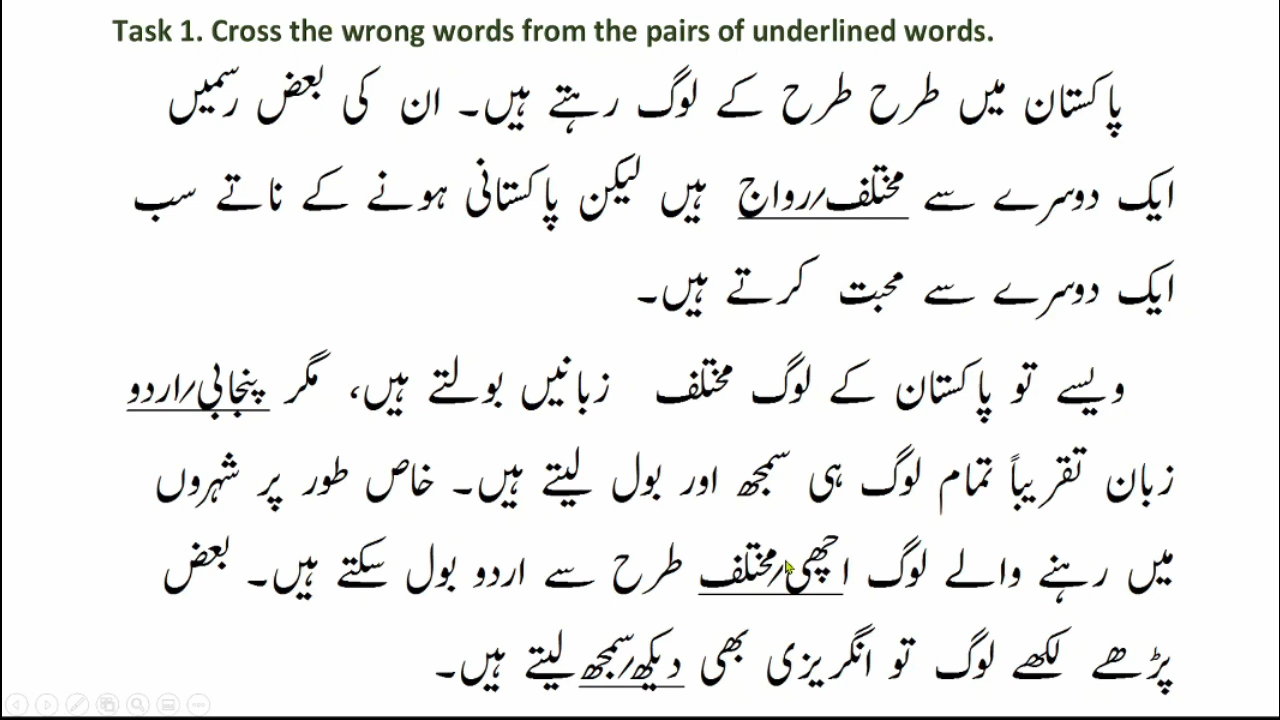 Task 1. Cross the wrong words from the pairs of underlined words.
پاکستان میں طرح طرح کے لوگ رہتے ہیں۔ ان کی بعض رسمیں
ایک دوسرے سے مختلف/رواج ہیں لیکن پاکستانی ہونے کے ناتے سب
ایک دوسرے سے محبت کرتے ہیں۔
ویسے تو پاکستان کے لوگ مختلف زبانیں بولتے ہیں، مگر پنجابی/اردو
زبان تقریباً تمام لوگ ہی سمجھ اور بول لیتے ہیں۔ خاص طور پر شہروں
میں رہنے والے لوگ اچھی/مختلف طرح سے اردو بول سکتے ہیں۔ بعض
پڑھے لکھے لوگ تو انگریزی بھی دیکھ/سمجھ لیتے ہیں۔